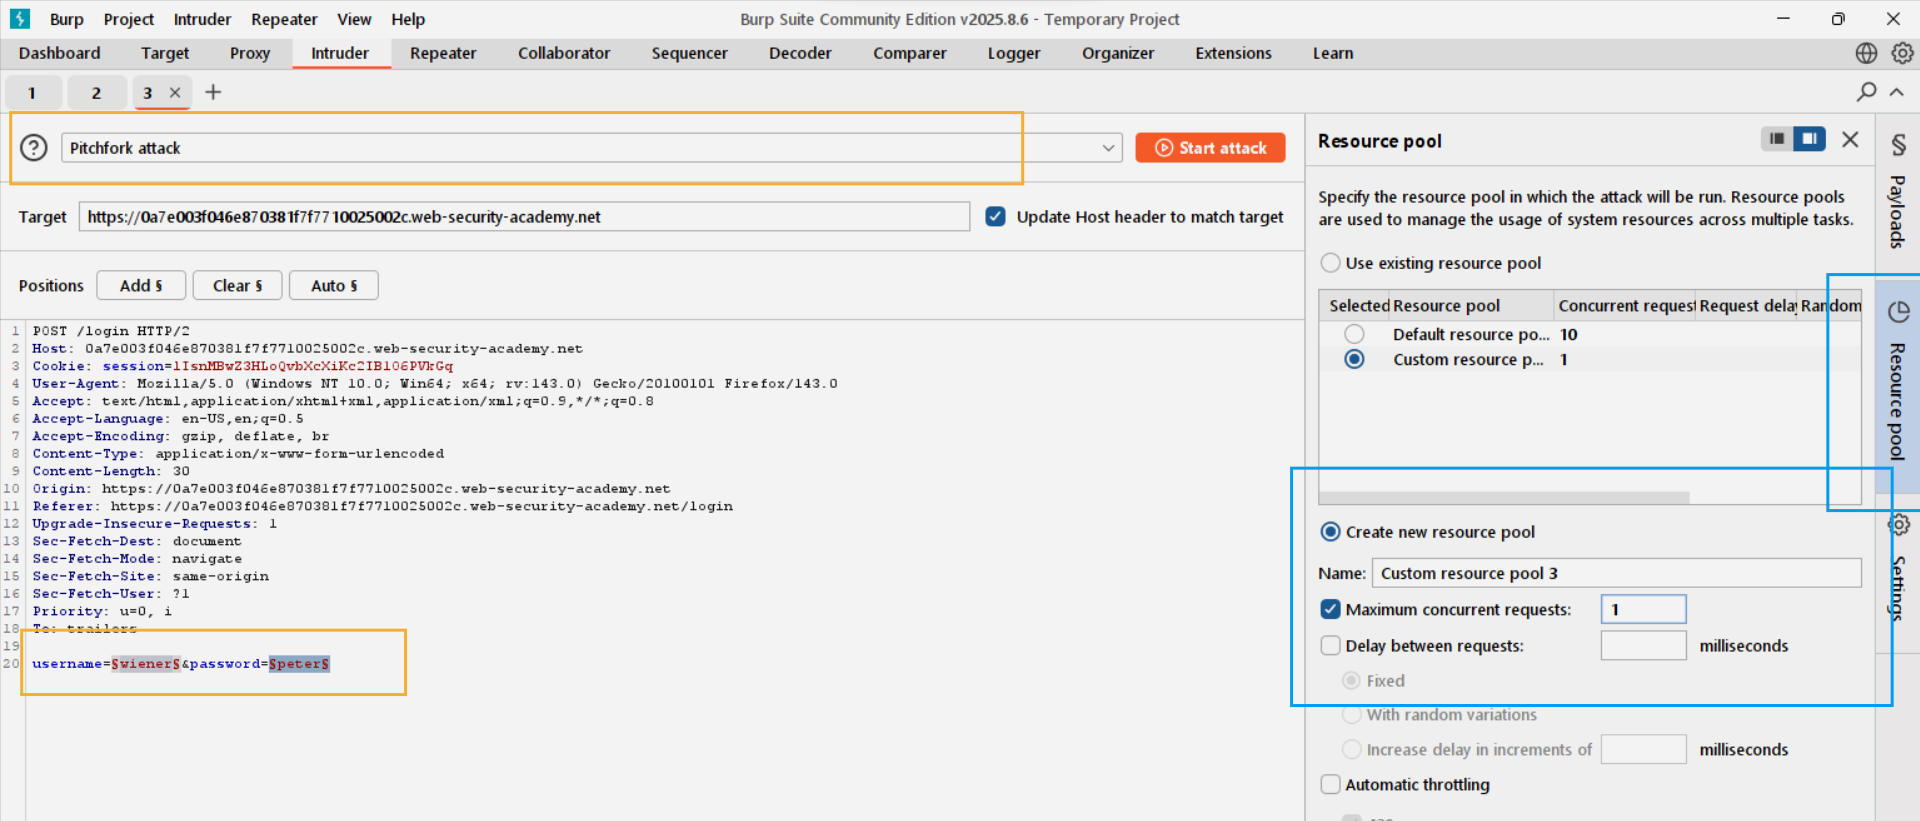 Burp Project Intruder Repeater View Help Burp Suite Community Edition v2025.8.6 - Temporary Project
Dashboard Target Proxy Intruder Repeater Collaborator Sequencer Decoder Comparer Logger Organizer Extensions Learn
1 2 3 × +
Pitchfork attack
Start attack
Target https://0a7e003f046e870381f7f7710025002c.web-security-academy.net
Update Host header to match target
Positions Add § Clear § Auto §
1 POST /login HTTP/2
2 Host: 0a7e003f046e870381f7f7710025002c.web-security-academy.net
3 Cookie: session=lIsnMBwZ3HLoQvbXcXiKc2IBl06PVkGq
4 User-Agent: Mozilla/5.0 (Windows NT 10.0; Win64; x64; rv:143.0) Gecko/20100101 Firefox/143.0
5 Accept: text/html,application/xhtml+xml,application/xml;q=0.9,*/*;q=0.8
6 Accept-Language: en-US,en;q=0.5
7 Accept-Encoding: gzip, deflate, br
8 Content-Type: application/x-www-form-urlencoded
9 Content-Length: 30
10 Origin: https://0a7e003f046e870381f7f7710025002c.web-security-academy.net
11 Referer: https://0a7e003f046e870381f7f7710025002c.web-security-academy.net/login
12 Upgrade-Insecure-Requests: 1
13 Sec-Fetch-Dest: document
14 Sec-Fetch-Mode: navigate
15 Sec-Fetch-Site: same-origin
16 Sec-Fetch-User: ?1
17 Priority: u=0, i
18 Te: trailers
19
20 username=§wiener§&password=§peter§
Resource pool
Specify the resource pool in which the attack will be run. Resource pools
are used to manage the usage of system resources across multiple tasks.
Use existing resource pool
Selected Resource pool Concurrent request Request dela Random
Default resource po... 10
Custom resource p... 1
Create new resource pool
Name: Custom resource pool 3
Maximum concurrent requests: 1
Delay between requests: milliseconds
Fixed
With random variations
Increase delay in increments of milliseconds
Automatic throttling
Payloads
Resource pool
Settings